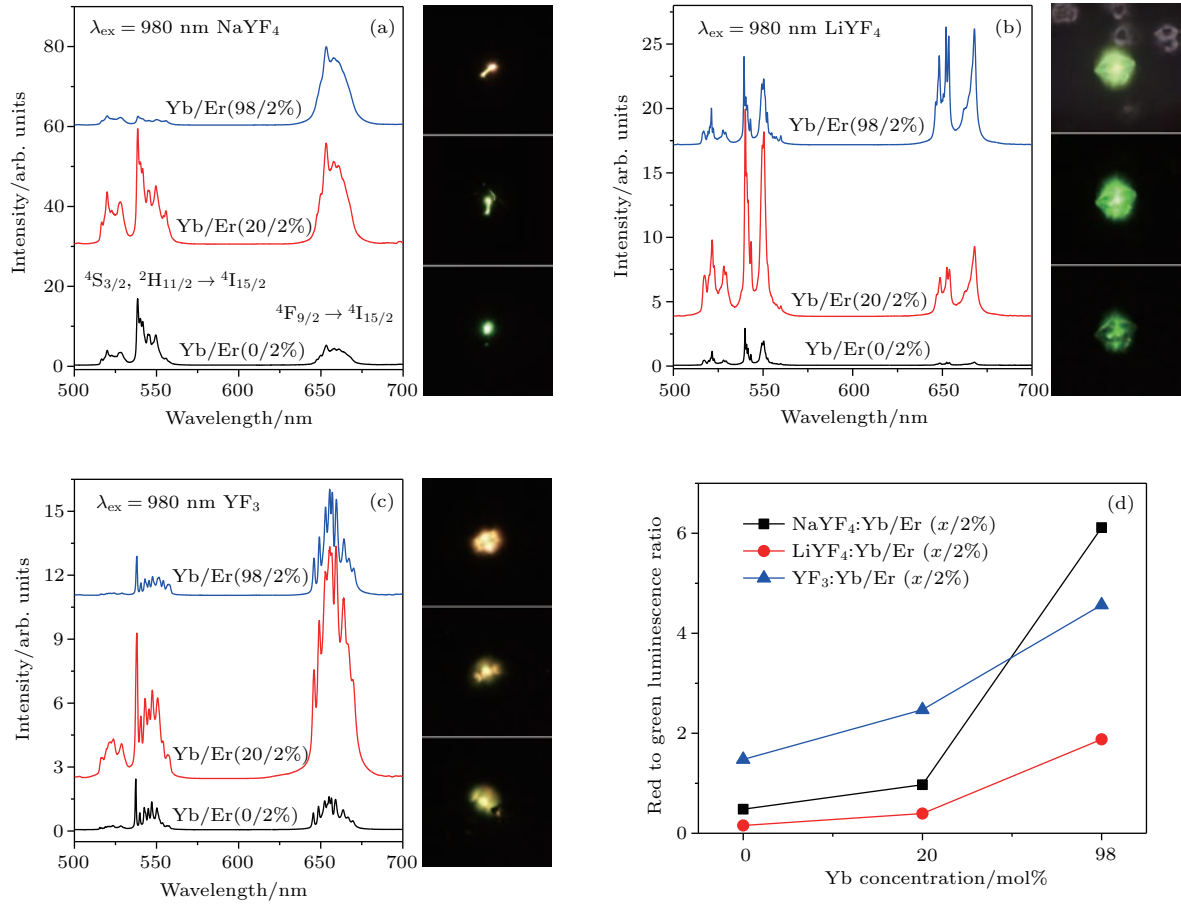 λex = 980 nm NaYF4
(a)
80
60
40
20
0
Intensity/arb. units
Yb/Er(98/2%)
Yb/Er(20/2%)
4S3/2, 2H11/2 → 4I15/2
4F9/2 → 4I15/2
Yb/Er(0/2%)
500 550 600 650 700
Wavelength/nm
λex = 980 nm LiYF4
(b)
25
20
15
10
5
0
Intensity/arb. units
Yb/Er(98/2%)
Yb/Er(20/2%)
Yb/Er(0/2%)
500 550 600 650 700
Wavelength/nm
λex = 980 nm YF3
(c)
15
12
9
6
3
0
Intensity/arb. units
Yb/Er(98/2%)
Yb/Er(20/2%)
Yb/Er(0/2%)
500 550 600 650 700
Wavelength/nm
(d)
6
4
2
0
Red to green luminescence ratio
NaYF4:Yb/Er (x/2%)
LiYF4:Yb/Er (x/2%)
YF3:Yb/Er (x/2%)
0 20 98
Yb concentration/mol%